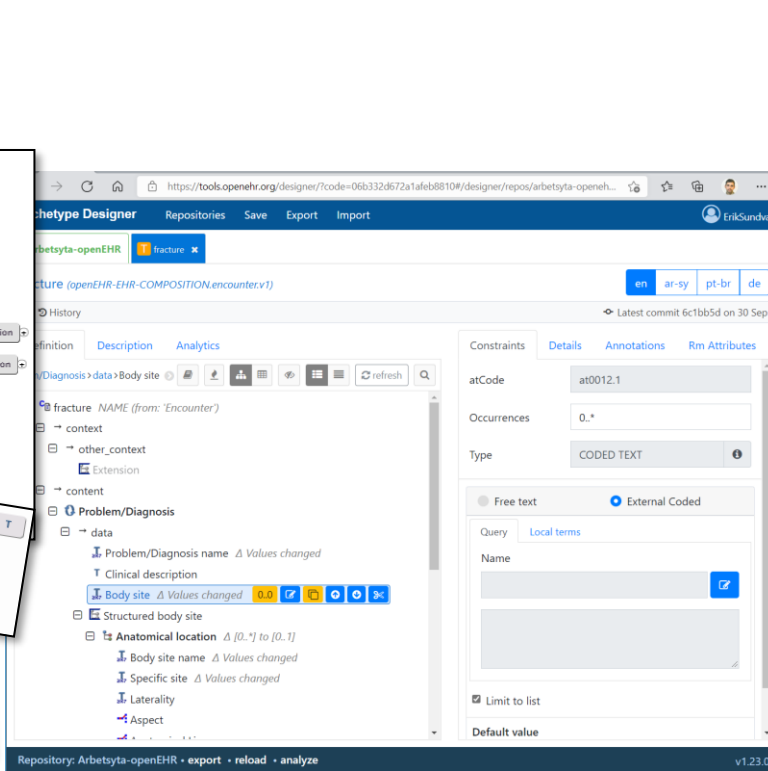 https://tools.openehr.org/designer/?code=06b332d672a1afeb8810#/designer/repos/arbetsyta-openeh...
chetype Designer Repositories Save Export Import ErikSundva
rbetsyta-openEHR T fracture ×
cture (openEHR-EHR-COMPOSITION.encounter.v1) en ar-sy pt-br de
History Latest commit 6c1bb5d on 30 Sep
efinition Description Analytics
/Diagnosis > data > Body site refresh
fracture NAME (from: 'Encounter')
context
other_context
Extension
content
Problem/Diagnosis
data
Problem/Diagnosis name Δ Values changed
T Clinical description
Body site Δ Values changed 0..0
Structured body site
Anatomical location Δ [0..*] to [0..1]
Body site name Δ Values changed
Specific site Δ Values changed
Laterality
Aspect
Constraints Details Annotations Rm Attributes
atCode at0012.1
Occurrences 0..*
Type CODED TEXT
Free text External Coded
Query Local terms
Name
Limit to list
Default value
Repository: Arbetsyta-openEHR • export • reload • analyze v1.23.0
ion
on
T